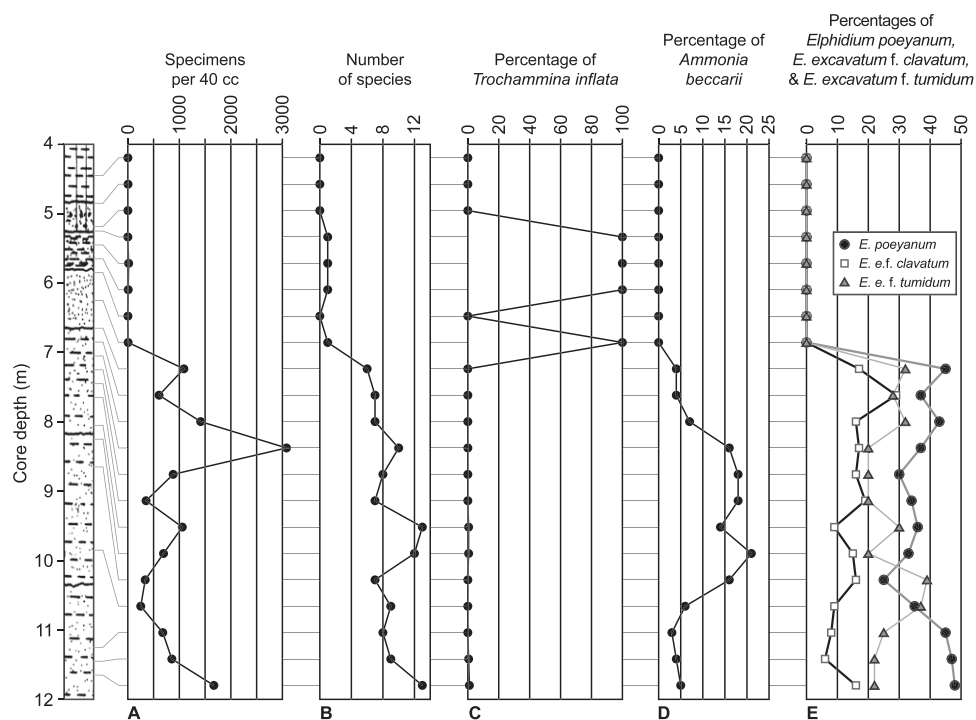 Specimens
per 40 cc
Number
of species
Percentage of
Trochammina inflata
Percentage of
Ammonia
beccarii
Percentages of
Elphidium poeyanum,
E. excavatum f. clavatum,
& E. excavatum f. tumidum
0 1000 2000 3000
0 4 8 12
0 20 40 60 80 100
0 5 10 15 20 25
0 10 20 30 40 50
Core depth (m)
4
5
6
7
8
9
10
11
12
E. poeyanum
E. e.f. clavatum
E. e. f. tumidum
A B C D E